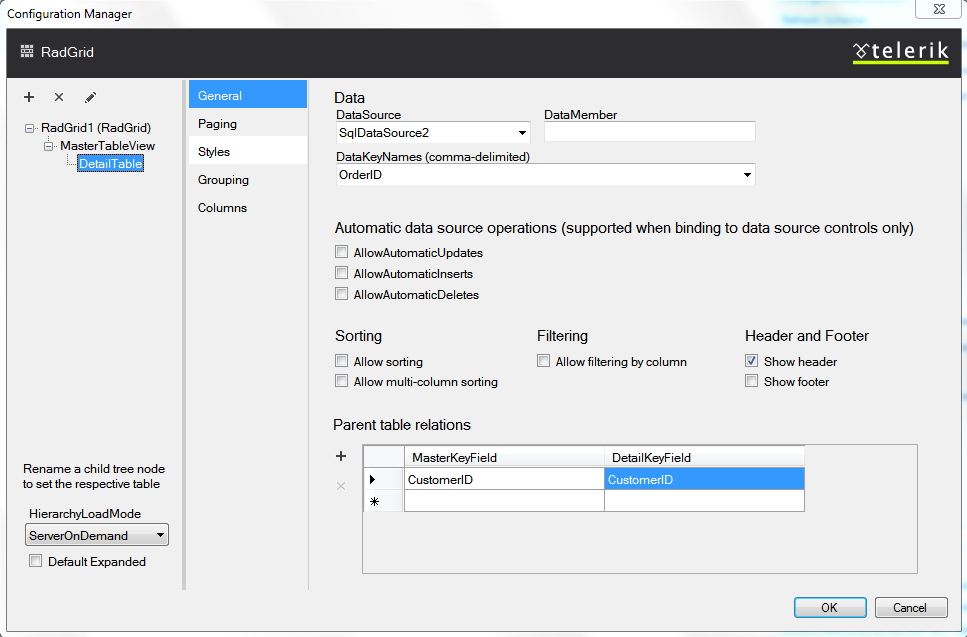 Configuration Manager
RadGrid
telerik
RadGrid1 (RadGrid)
MasterTableView
DetailTable
General
Paging
Styles
Grouping
Columns
Data
DataSource
DataMember
SqlDataSource2
DataKeyNames (comma-delimited)
OrderID
Automatic data source operations (supported when binding to data source controls only)
AllowAutomaticUpdates
AllowAutomaticInserts
AllowAutomaticDeletes
Sorting
Filtering
Header and Footer
Allow sorting
Allow filtering by column
Show header
Allow multi-column sorting
Show footer
Parent table relations
MasterKeyField
DetailKeyField
CustomerID
CustomerID
Rename a child tree node
to set the respective table
HierarchyLoadMode
ServerOnDemand
Default Expanded
OK
Cancel